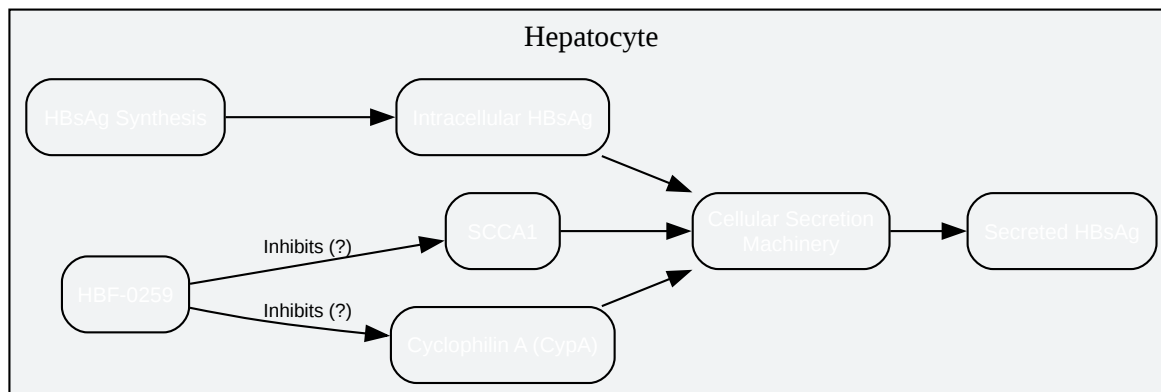 Hepatocyte
HBsAg Synthesis
Intracellular HBsAg
SCCA1
Cellular Secretion
Machinery
Secreted HBsAg
Inhibits (?)
HBF-0259
Inhibits (?)
Cyclophilin A (CypA)